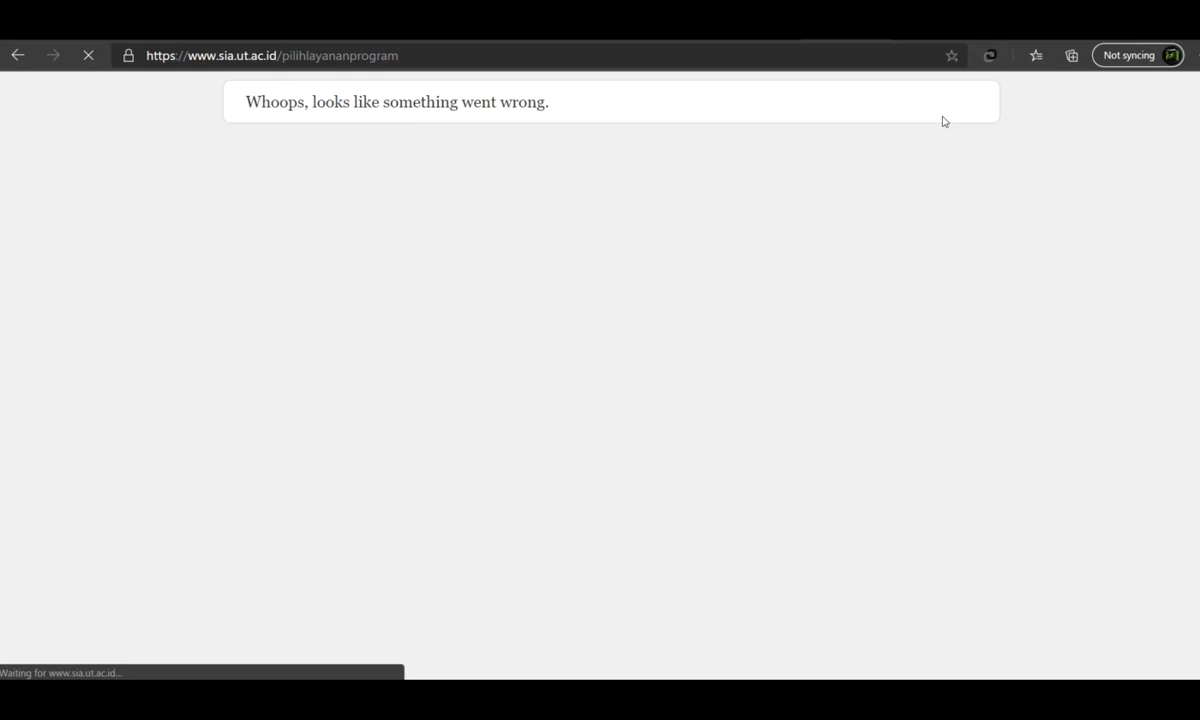 https://www.sia.ut.ac.id/pilihlayananprogram
Not syncing
Whoops, looks like something went wrong.
Waiting for www.sia.ut.ac.id...